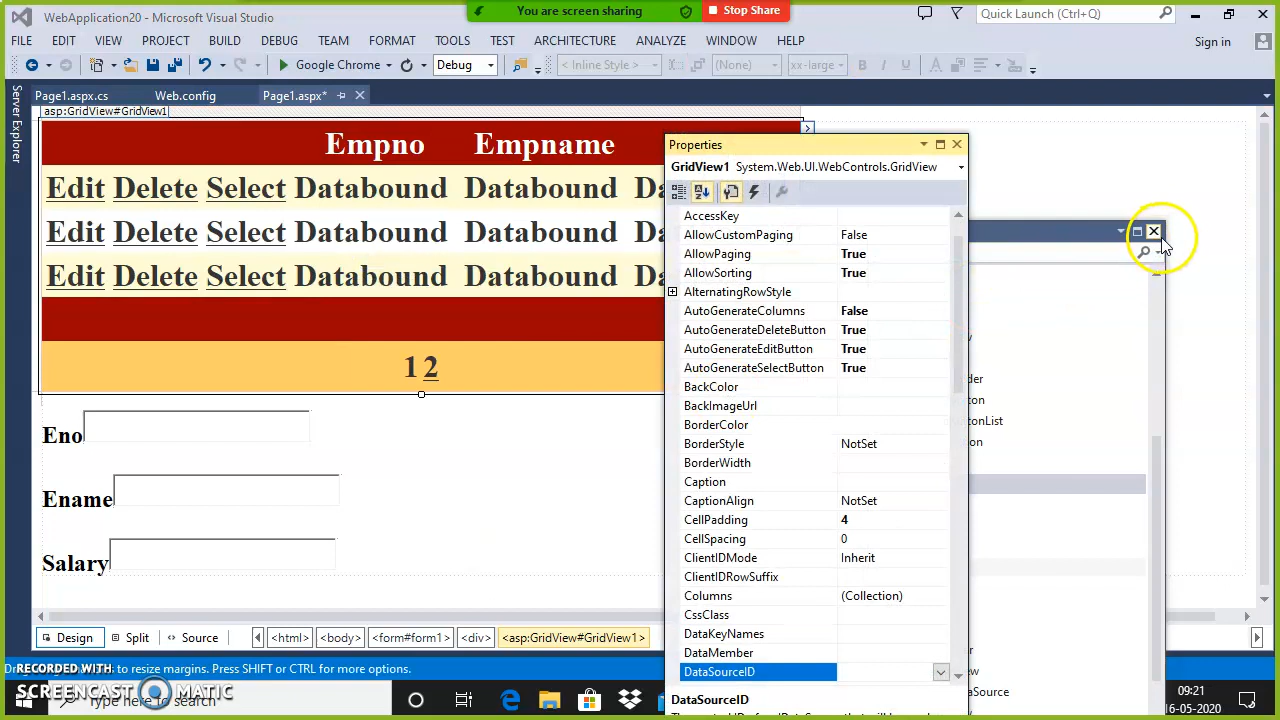 WebApplication20 - Microsoft Visual Studio
You are screen sharing
Stop Share
Quick Launch (Ctrl+Q)
FILE EDIT VIEW PROJECT BUILD DEBUG TEAM FORMAT TOOLS TEST ARCHITECTURE ANALYZE WINDOW HELP
Sign in
Google Chrome Debug < Inline Style > (None) xx-large B I U
Server Explorer
Page1.aspx.cs Web.config Page1.aspx*
asp:GridView#GridView1
Empno Empname
Edit Delete Select Databound Databound
Edit Delete Select Databound Databound
Edit Delete Select Databound Databound
1 2
Eno
Ename
Salary
Properties
GridView1 System.Web.UI.WebControls.GridView
AccessKey
AllowCustomPaging False
AllowPaging True
AllowSorting True
AlternatingRowStyle
AutoGenerateColumns False
AutoGenerateDeleteButton True
AutoGenerateEditButton True
AutoGenerateSelectButton True
BackColor
BackImageUrl
BorderColor
BorderStyle NotSet
BorderWidth
Caption
CaptionAlign NotSet
CellPadding 4
CellSpacing 0
ClientIDMode Inherit
ClientIDRowSuffix
Columns (Collection)
CssClass
DataKeyNames
DataMember
DataSourceID
DataSourceID
Design Split Source <html> <body> <form#form1> <div> <asp:GridView#GridView1>
to resize margins. Press SHIFT or CTRL for more options.
RECORDED WITH
SCREENCAST MATIC
here to search
09:21
16-05-2020